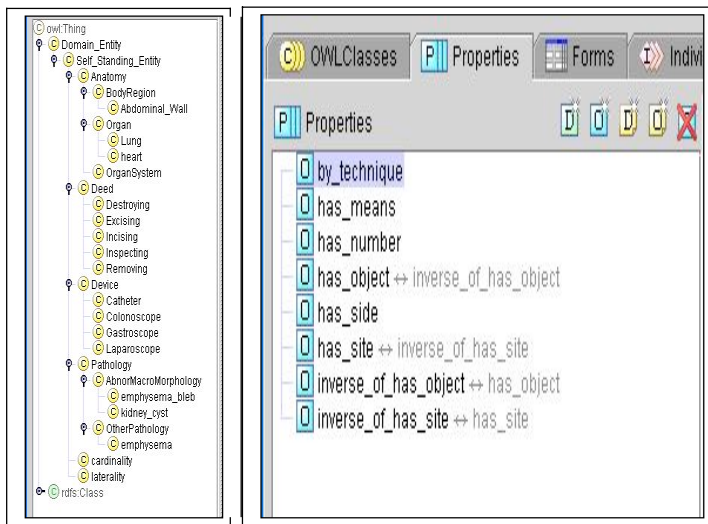 owl:Thing
Domain_Entity
Self_Standing_Entity
Anatomy
BodyRegion
Abdominal_Wall
Organ
Lung
heart
OrganSystem
Deed
Destroying
Excising
Incising
Inspecting
Removing
Device
Catheter
Colonoscope
Gastroscope
Laparoscope
Pathology
AbnorMacroMorphology
emphysema_bleb
kidney_cyst
OtherPathology
emphysema
cardinality
laterality
rdfs:Class
OWLClasses Properties Forms Indivi
Properties
by_technique
has_means
has_number
has_object ↔ inverse_of_has_object
has_side
has_site ↔ inverse_of_has_site
inverse_of_has_object ↔ has_object
inverse_of_has_site ↔ has_site